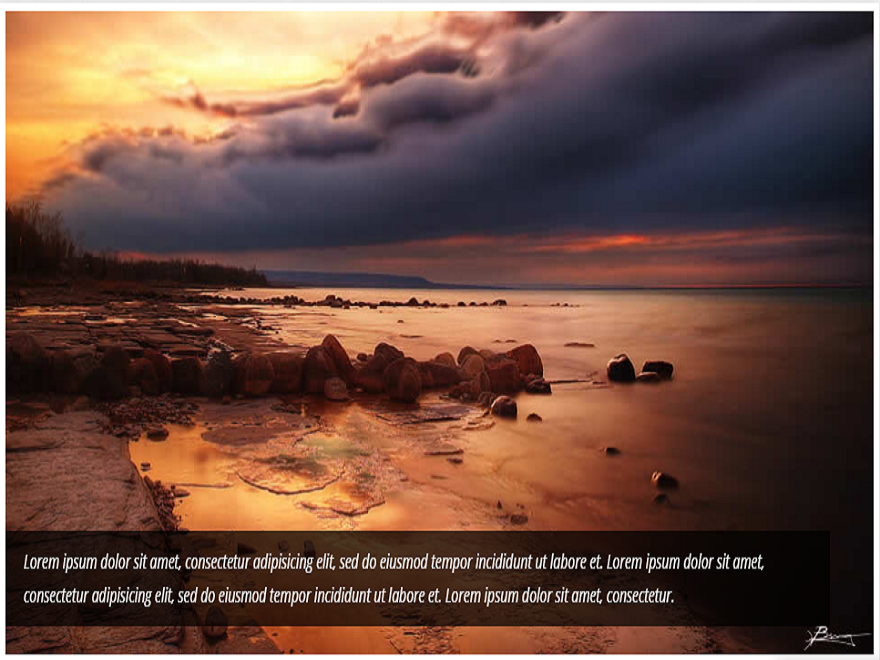 Lorem ipsum dolor sit amet, consectetur adipisicing elit, sed do eiusmod tempor incididunt ut labore et. Lorem ipsum dolor sit amet,
consectetur adipisicing elit, sed do eiusmod tempor incididunt ut labore et. Lorem ipsum dolor sit amet, consectetur.